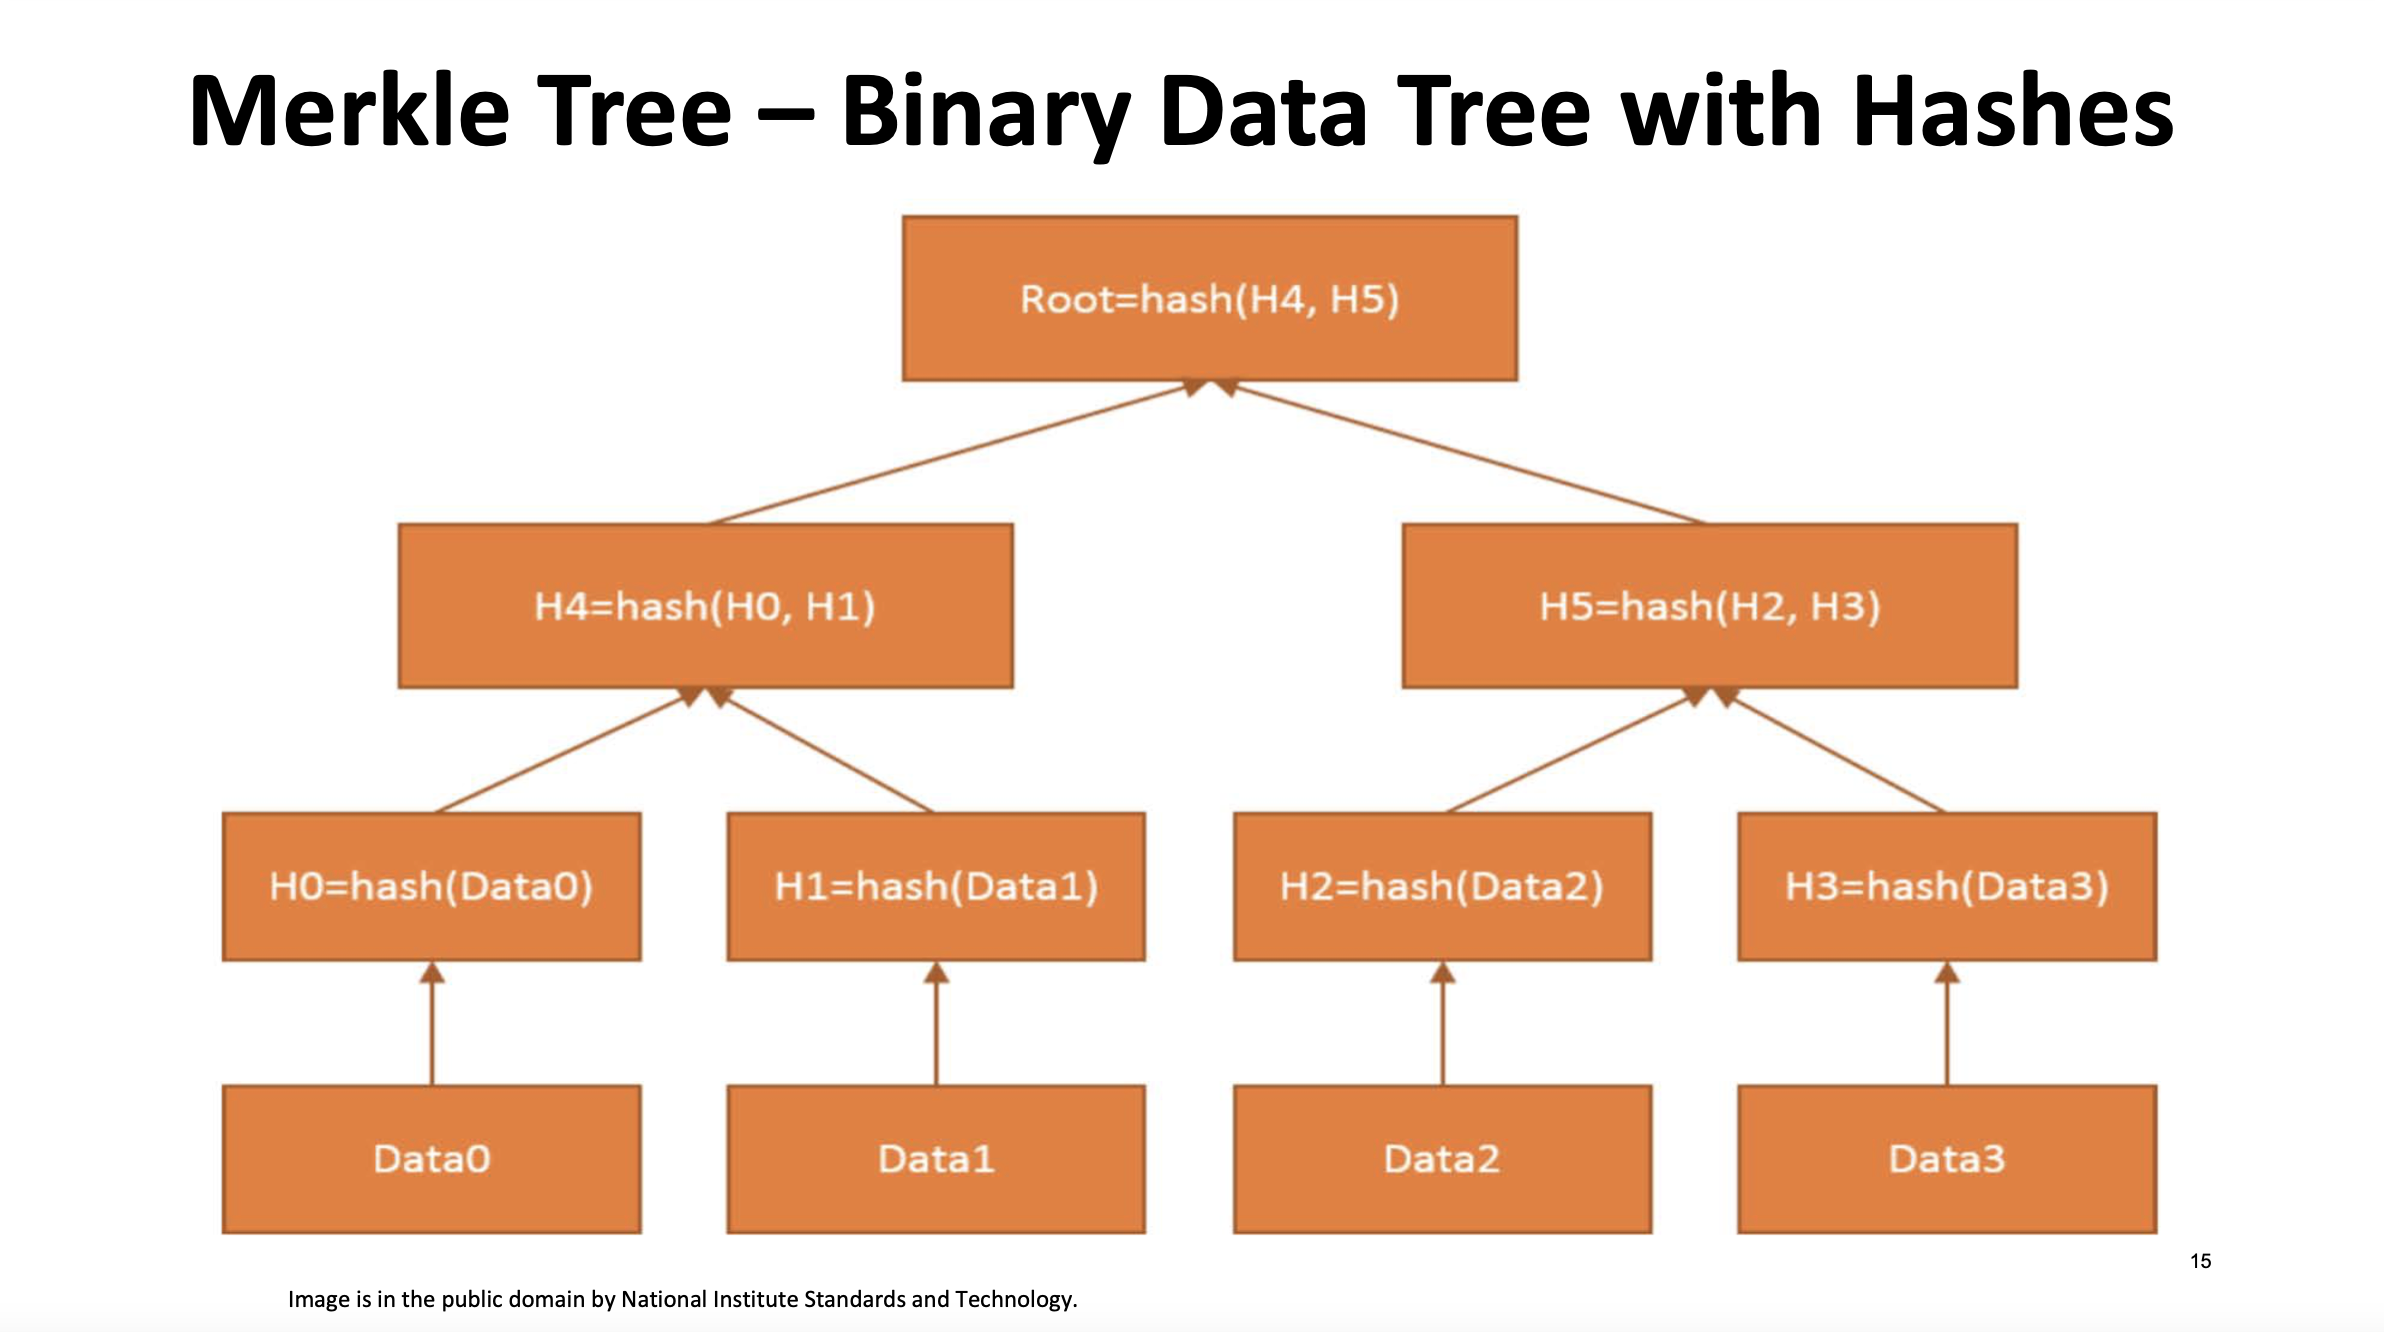 Merkle Tree – Binary Data Tree with Hashes
Root=hash(H4, H5)
H4=hash(H0, H1)
H5=hash(H2, H3)
H0=hash(Data0)
H1=hash(Data1)
H2=hash(Data2)
H3=hash(Data3)
Data0
Data1
Data2
Data3
15
Image is in the public domain by National Institute Standards and Technology.